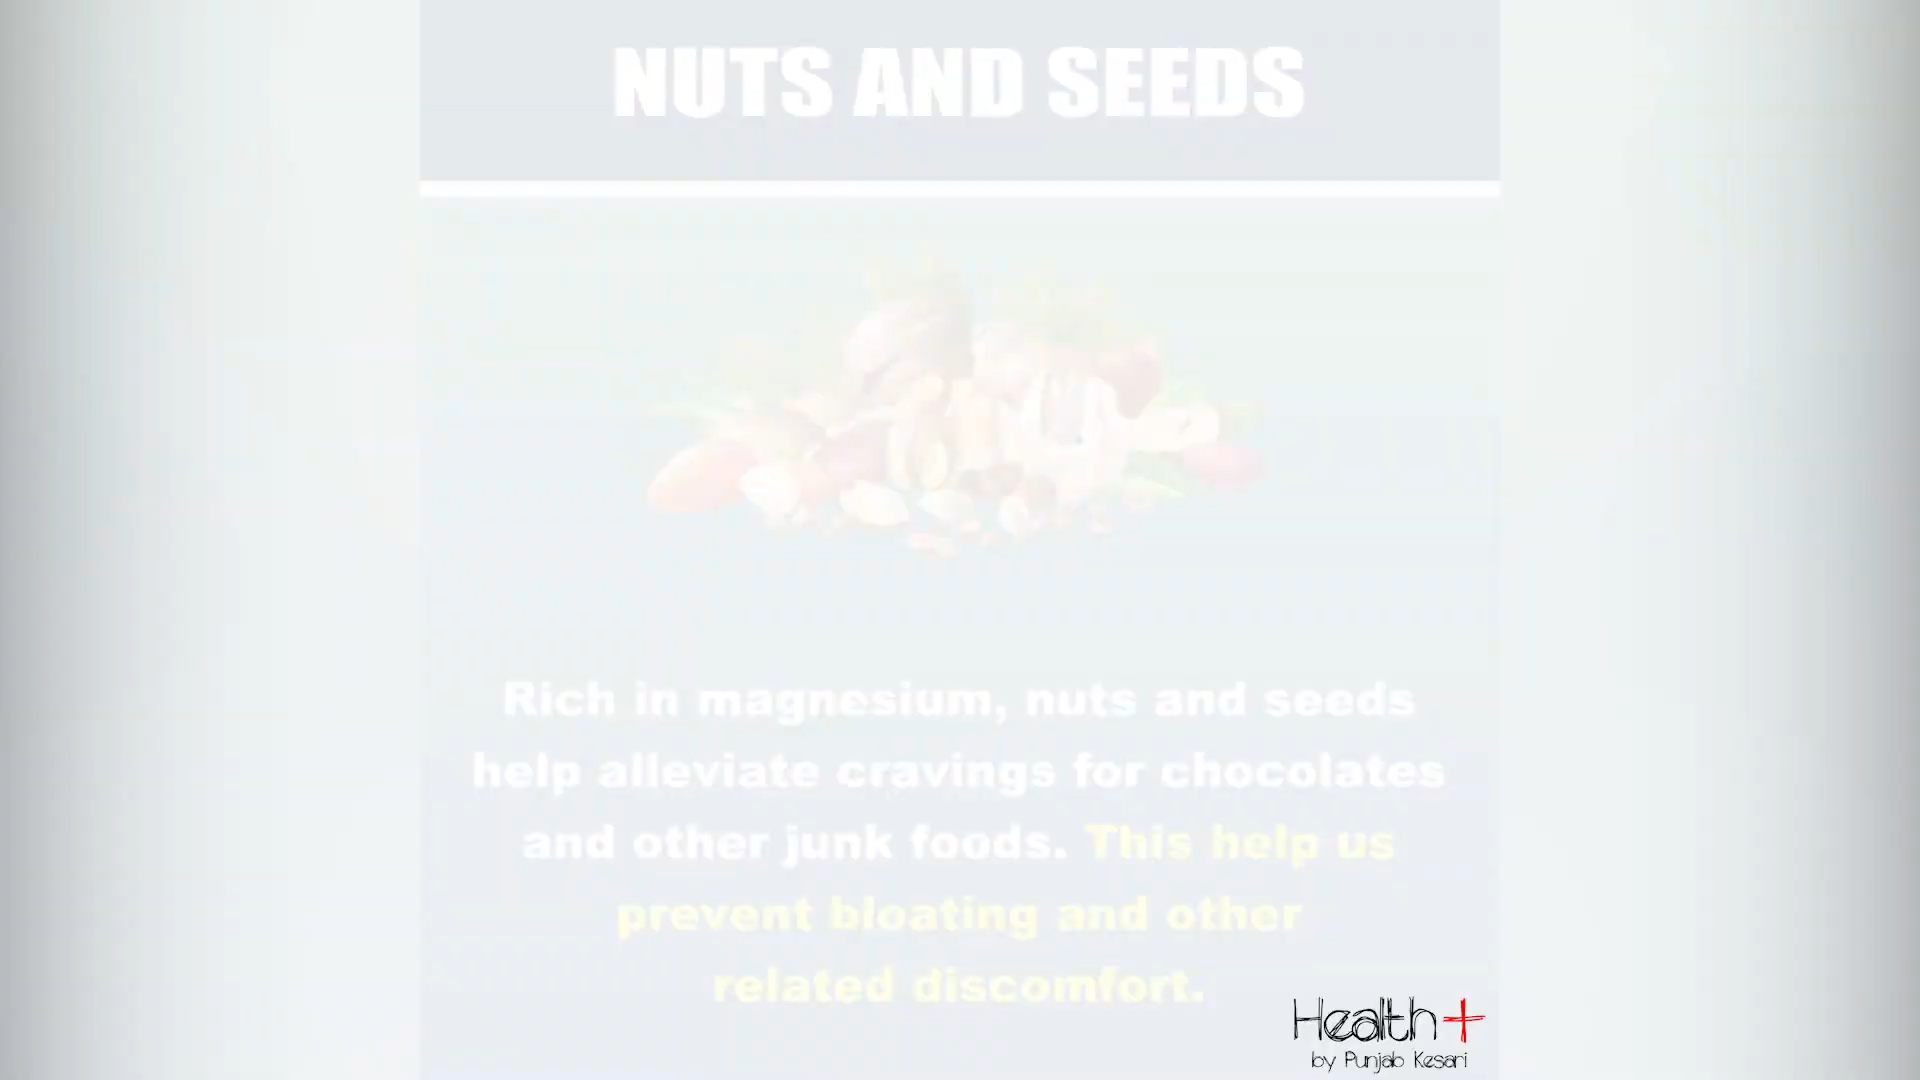 NUTS AND SEEDS
Rich in magnesium, nuts and seeds
help alleviate cravings for chocolates
and other junk foods. This help us
prevent bloating and other
related discomfort.
Health+
by Punjab Kesari